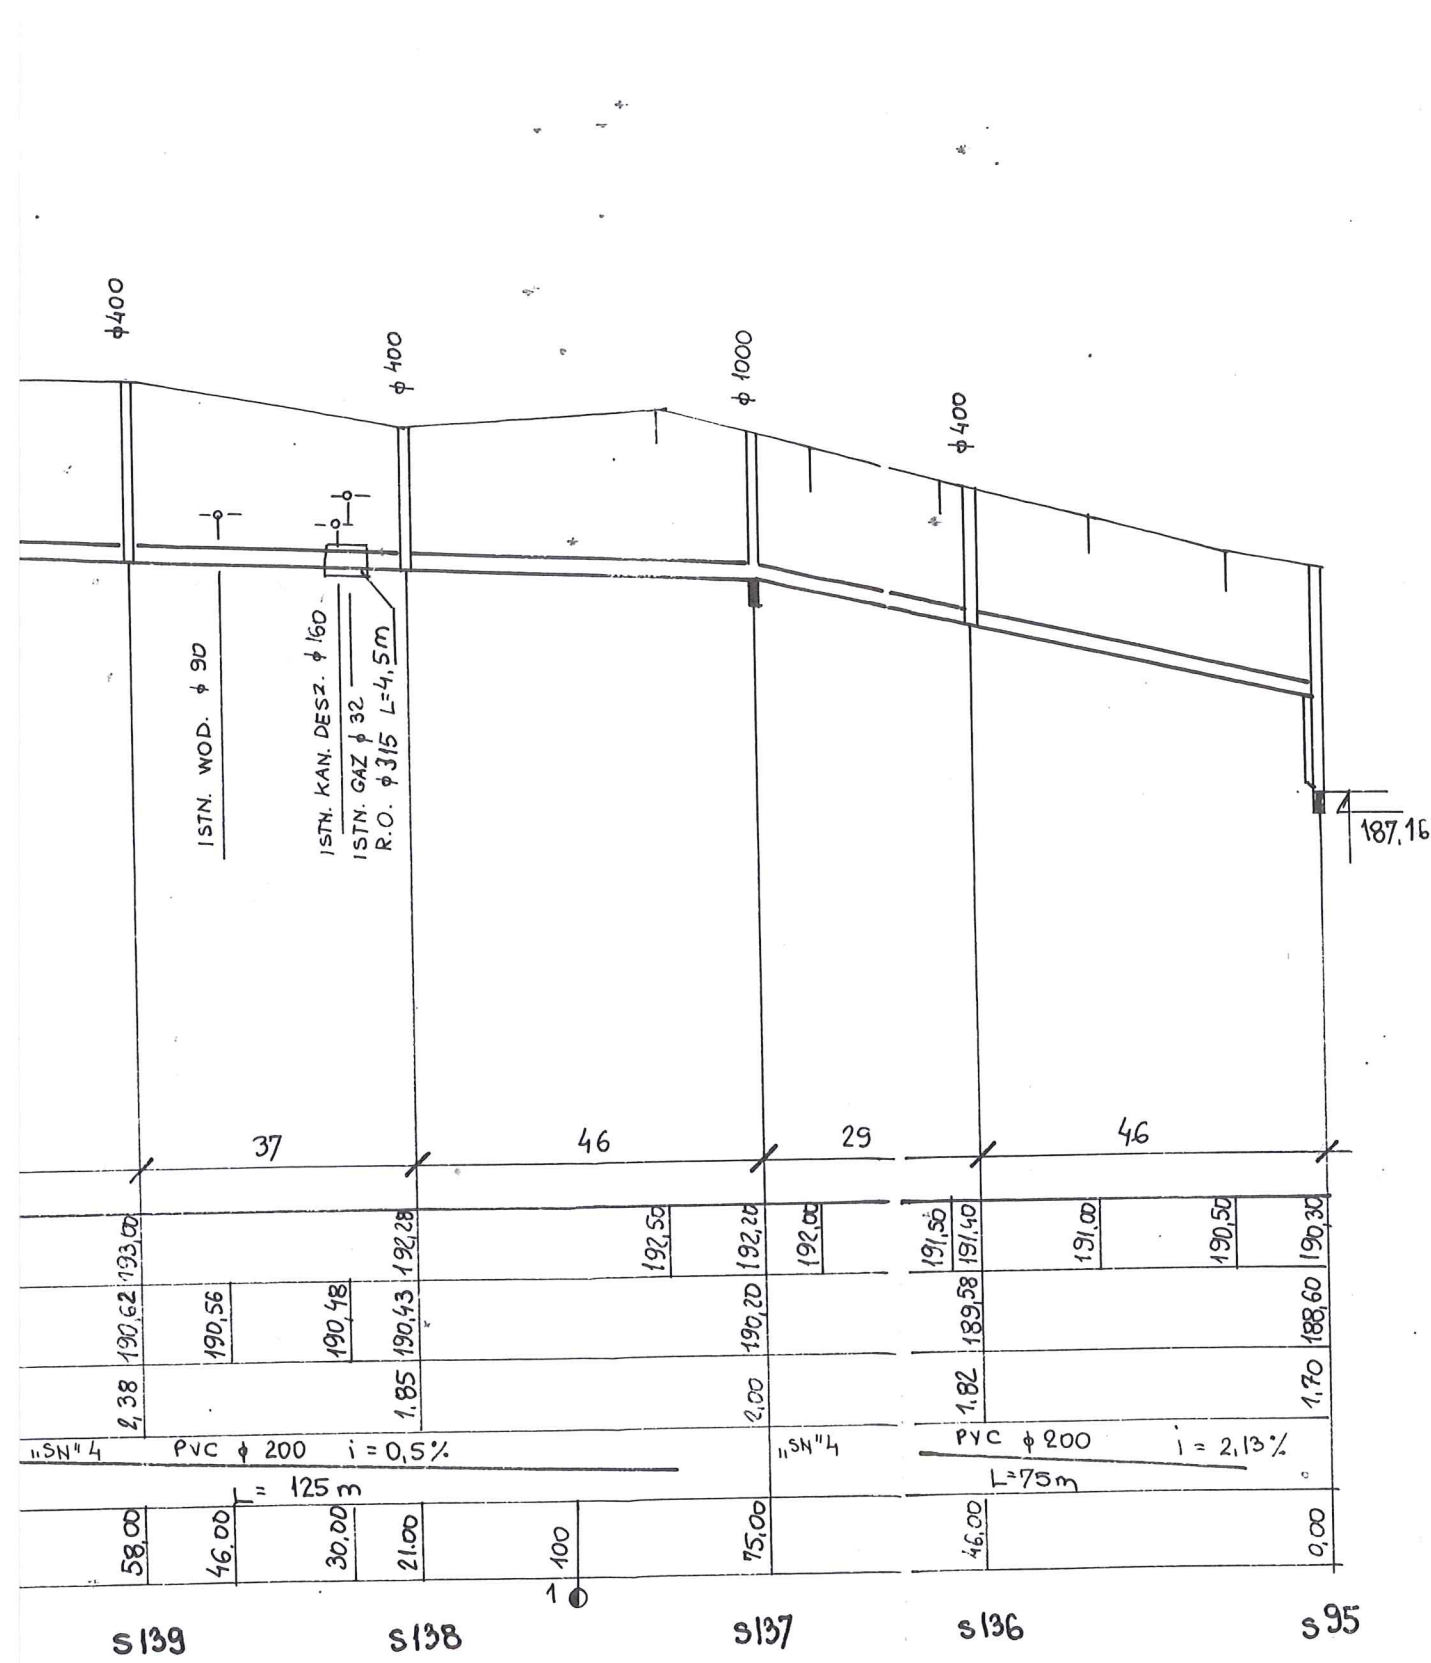 ϕ400
ϕ 400
ϕ 1000
ϕ400
ISTN. WOD. ϕ 90
ISTN. KAN. DESZ. ϕ 160
ISTN. GAZ ϕ 32
R.O. ϕ315 L=4,5m
187,16
37
46
29
46
193,00
192,28
192,50
192,20
192,00
191,50
191,40
191,00
190,50
190,30
190,62
190,56
190,48
190,43
190,20
189,58
188,60
2,38
1.85
2,00
1.82
1.70
„SN"4 PVC ϕ 200 i=0,5%
L= 125m
„SN"4 PVC ϕ200 i= 2,13%
L=75m
58,00
46.00
30,00
21.00
100
75.00
46,00
0,00
1
S139
S138
S137
S136
S95